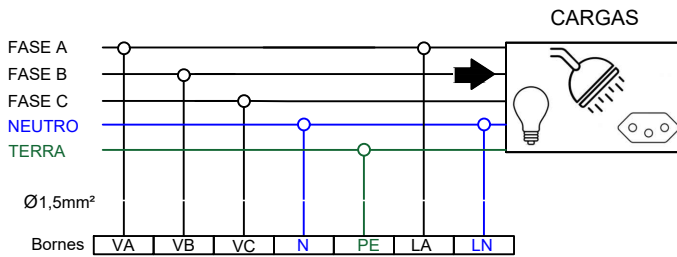 CARGAS
FASE A
FASE B
FASE C
NEUTRO
TERRA
Ø1,5mm²
Bornes VA VB VC N PE LA LN